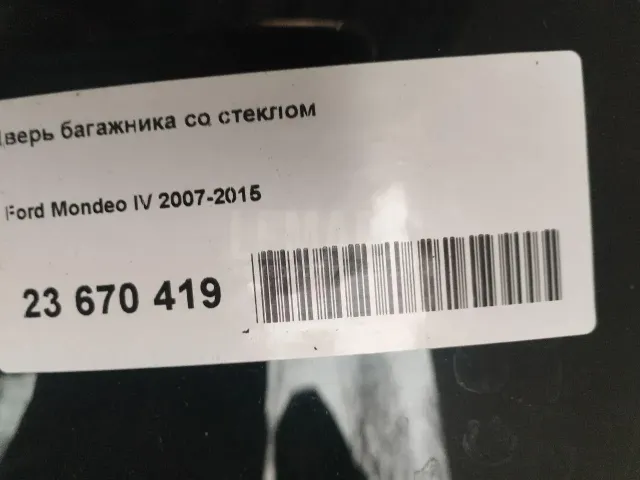 Дверь багажника со стеклом
Ford Mondeo IV 2007-2015
23 670 419